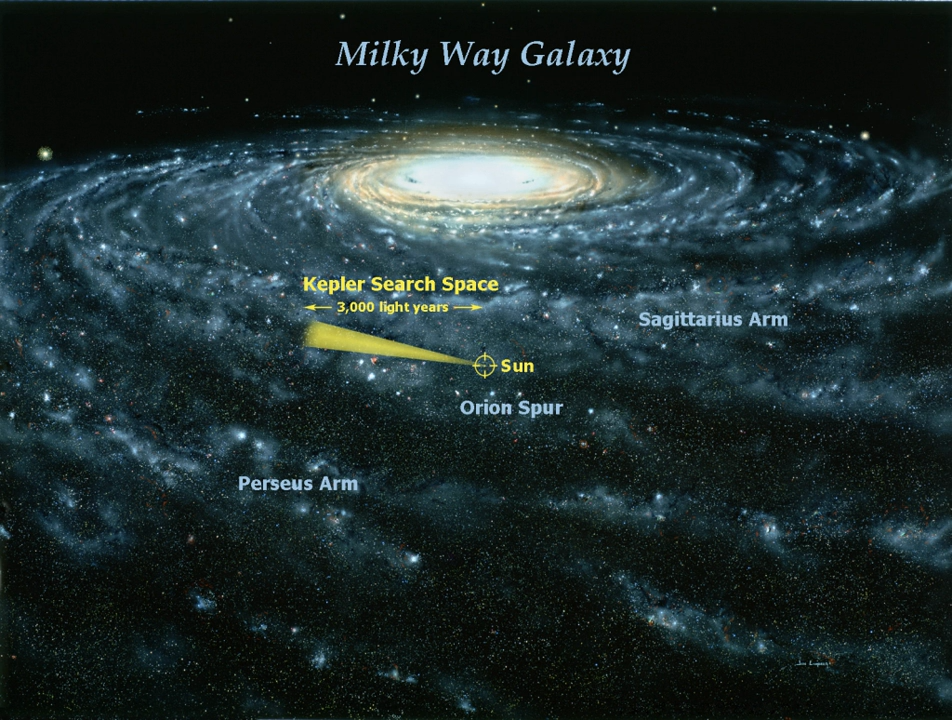 Milky Way Galaxy
Kepler Search Space
3,000 light years
Sagittarius Arm
Sun
Orion Spur
Perseus Arm